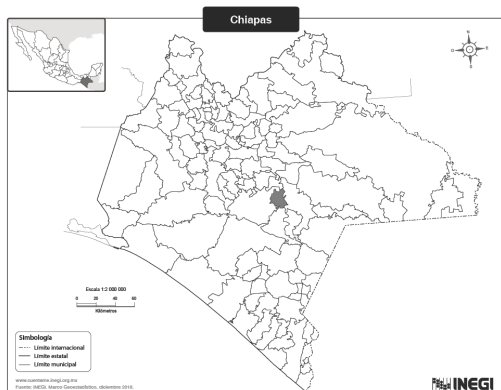 Chiapas
N
E
S
O
Escala 1:2 000 000
0 20 40 60
Kilómetros
Simbología
Límite internacional
Límite estatal
Límite municipal
www.cuentame.inegi.org.mx
Fuente: INEGI. Marco Geoestadístico, diciembre 2018.
INEGI